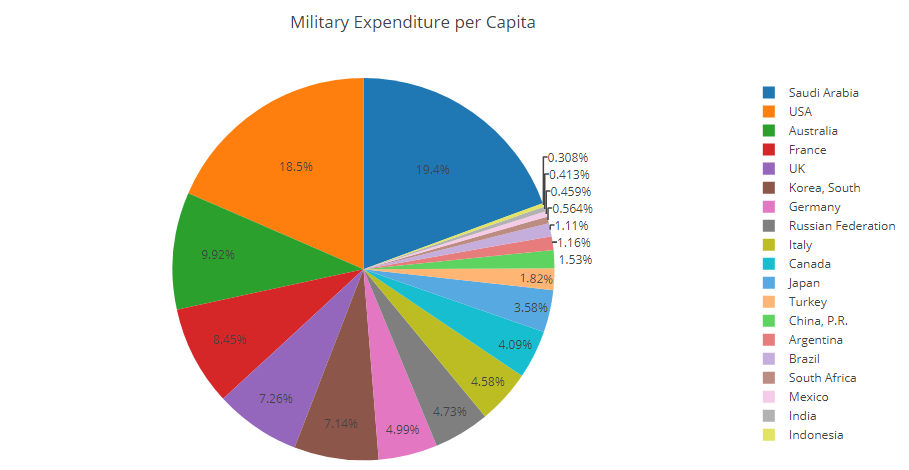 Military Expenditure per Capita
19.4%
18.5%
9.92%
8.45%
7.26%
7.14%
4.99%
4.73%
4.58%
4.09%
3.58%
1.82%
1.53%
1.16%
1.11%
0.564%
0.459%
0.413%
0.308%
Saudi Arabia
USA
Australia
France
UK
Korea, South
Germany
Russian Federation
Italy
Canada
Japan
Turkey
China, P.R.
Argentina
Brazil
South Africa
Mexico
India
Indonesia